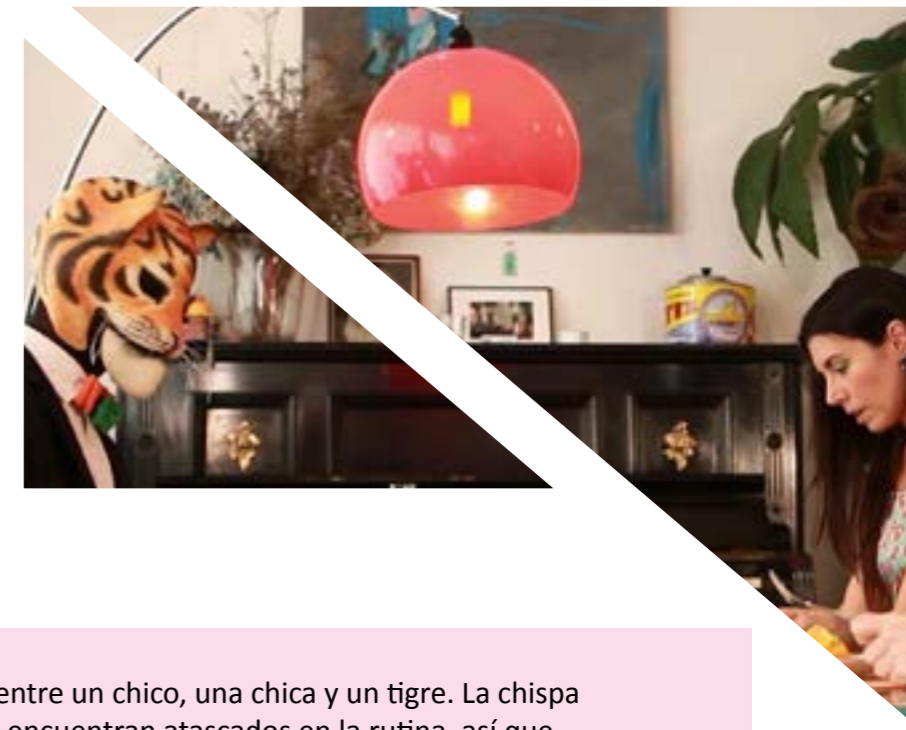 entre un chico, una chica y un tigre. La chispa
encuentran atascados en la rutina, así que